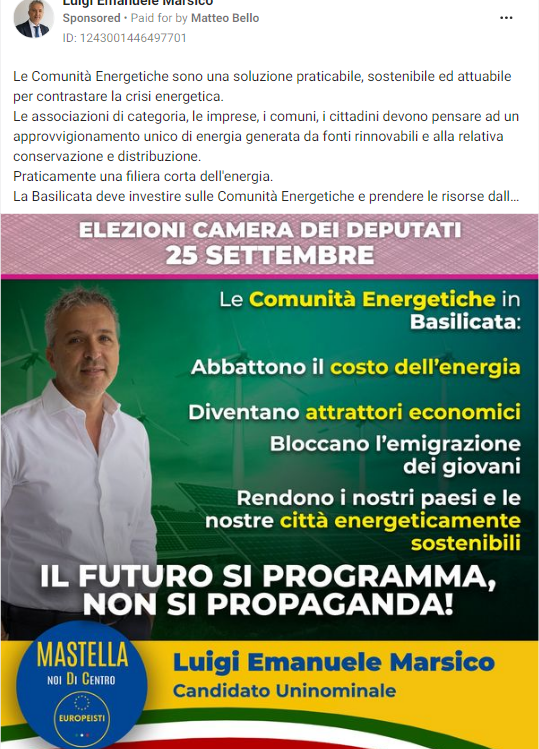 Luigi Emanuele Marsico
Sponsored • Paid for by Matteo Bello
ID: 1243001446497701
Le Comunità Energetiche sono una soluzione praticabile, sostenibile ed attuabile
per contrastare la crisi energetica.
Le associazioni di categoria, le imprese, i comuni, i cittadini devono pensare ad un
approvvigionamento unico di energia generata da fonti rinnovabili e alla relativa
conservazione e distribuzione.
Praticamente una filiera corta dell'energia.
La Basilicata deve investire sulle Comunità Energetiche e prendere le risorse dall...
ELEZIONI CAMERA DEI DEPUTATI
25 SETTEMBRE
Le Comunità Energetiche in
Basilicata:
Abbattono il costo dell'energia
Diventano attrattori economici
Bloccano l'emigrazione
dei giovani
Rendono i nostri paesi e le
nostre città energeticamente
sostenibili
IL FUTURO SI PROGRAMMA,
NON SI PROPAGANDA!
MASTELLA
NOI DI CENTRO
EUROPEISTI
Luigi Emanuele Marsico
Candidato Uninominale